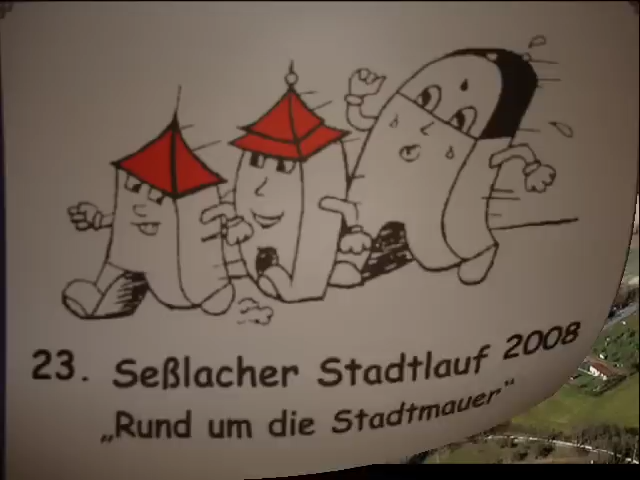 23. Seßlacher Stadtlauf 2008
„Rund um die Stadtmauer“